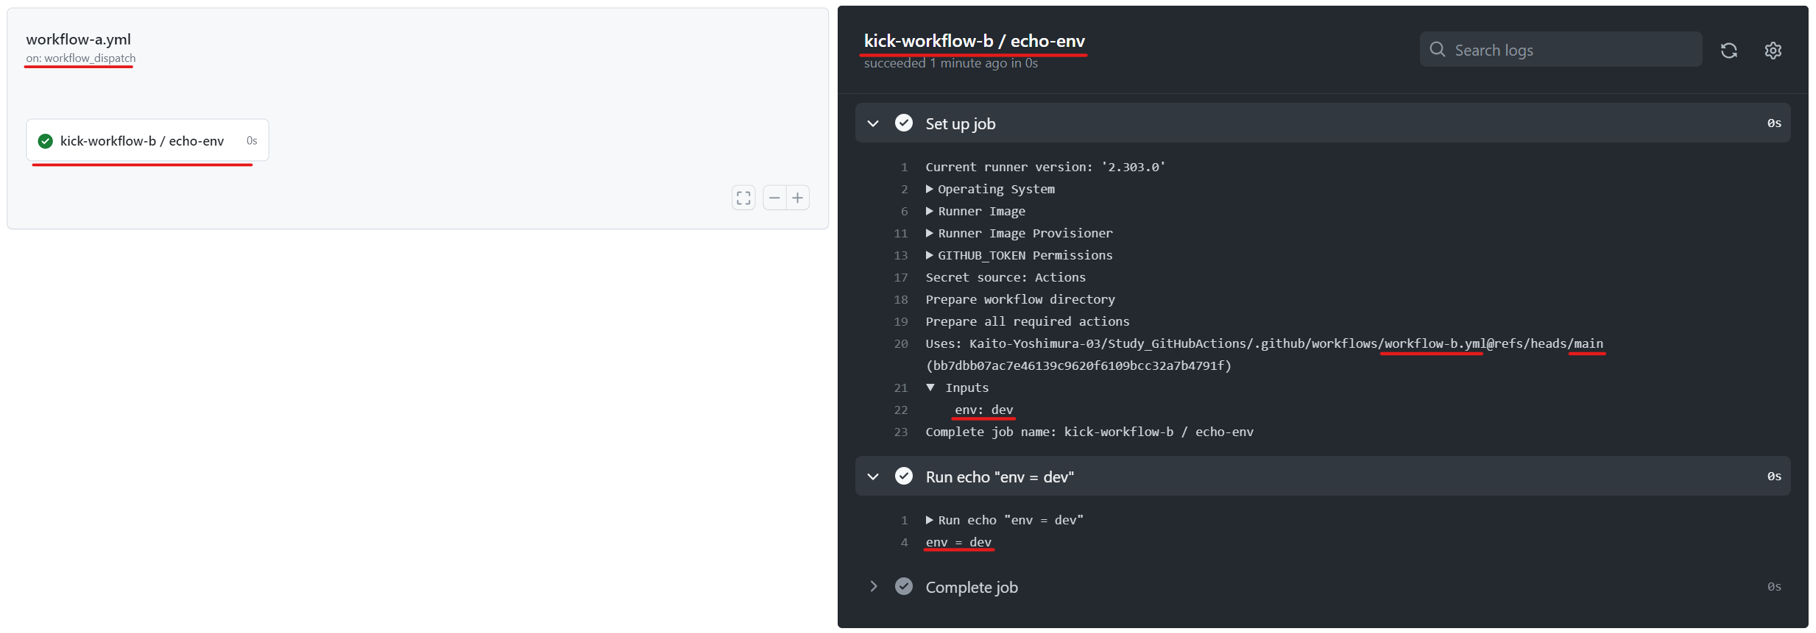 workflow-a.yml
on: workflow_dispatch
kick-workflow-b / echo-env 0s
kick-workflow-b / echo-env
succeeded 1 minute ago in 0s
Search logs
Set up job 0s
1 Current runner version: '2.303.0'
2 Operating System
6 Runner Image
11 Runner Image Provisioner
13 GITHUB_TOKEN Permissions
17 Secret source: Actions
18 Prepare workflow directory
19 Prepare all required actions
20 Uses: Kaito-Yoshimura-03/Study_GitHubActions/.github/workflows/workflow-b.yml@refs/heads/main
(bb7dbb07ac7e46139c9620f6109bcc32a7b4791f)
21 Inputs
22 env: dev
23 Complete job name: kick-workflow-b / echo-env
Run echo "env = dev" 0s
1 Run echo "env = dev"
4 env = dev
Complete job 0s